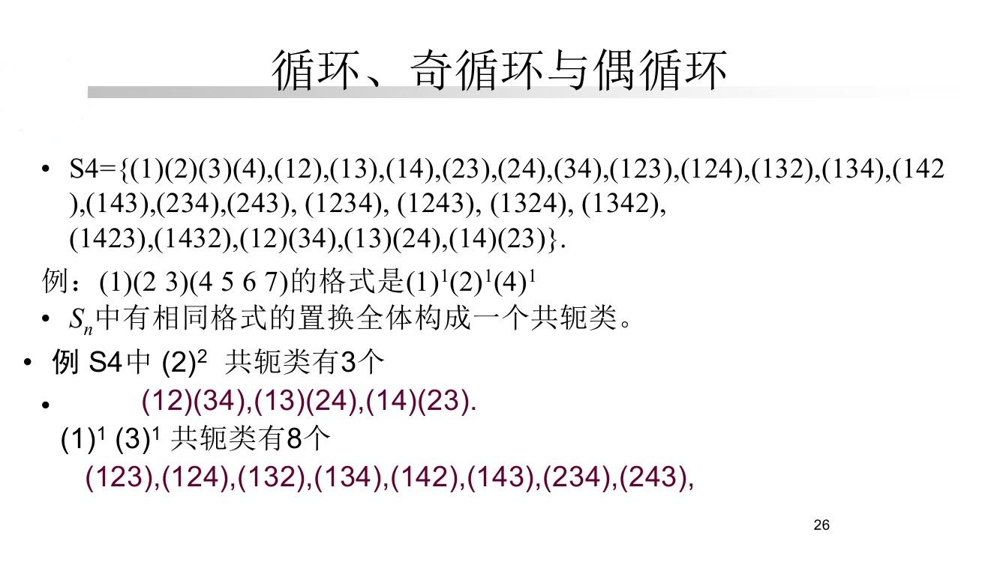 循环、奇循环与偶循环
• S4={(1)(2)(3)(4),(12),(13),(14),(23),(24),(34),(123),(124),(132),(134),(142
),(143),(234),(243), (1234), (1243), (1324), (1342),
(1423),(1432),(12)(34),(13)(24),(14)(23)}.
例：(1)(2 3)(4 5 6 7)的格式是(1)¹(2)¹(4)¹
• Sₙ中有相同格式的置换全体构成一个共轭类。
• 例 S4中 (2)² 共轭类有3个
• (12)(34),(13)(24),(14)(23).
(1)¹ (3)¹ 共轭类有8个
(123),(124),(132),(134),(142),(143),(234),(243),
26